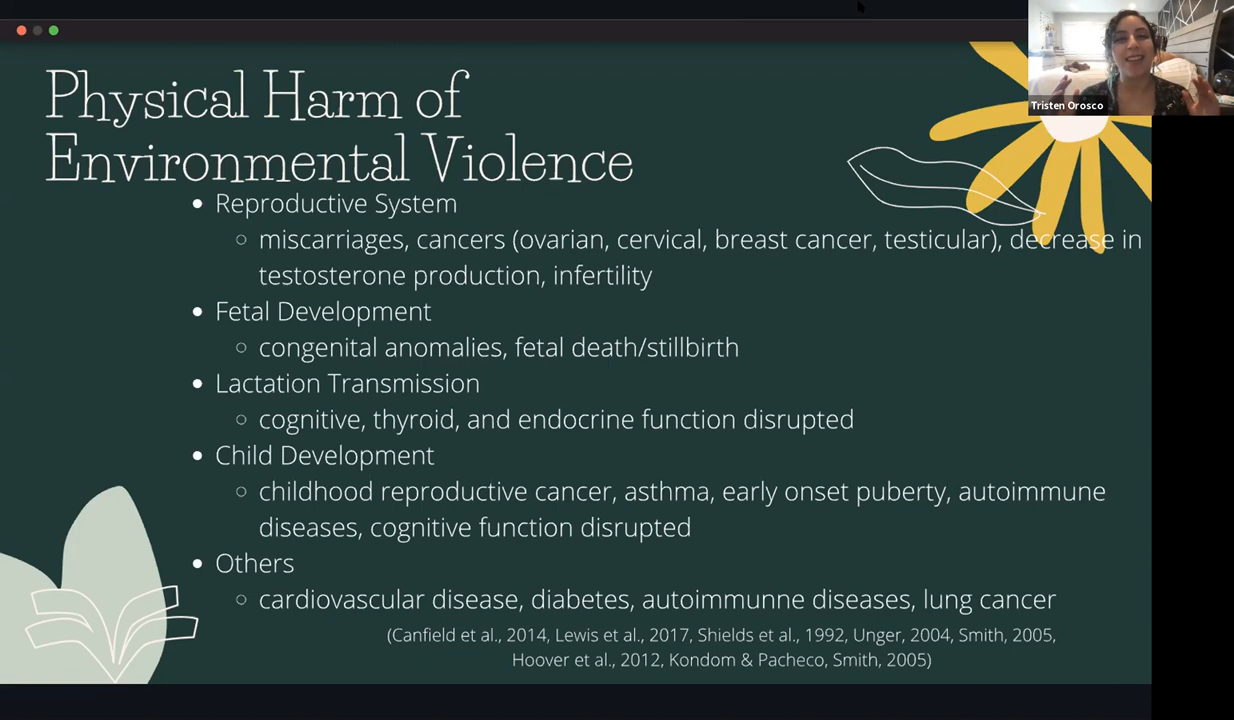 Physical Harm of
Environmental Violence
• Reproductive System
○ miscarriages, cancers (ovarian, cervical, breast cancer, testicular), decrease in
testosterone production, infertility
• Fetal Development
○ congenital anomalies, fetal death/stillbirth
• Lactation Transmission
○ cognitive, thyroid, and endocrine function disrupted
• Child Development
○ childhood reproductive cancer, asthma, early onset puberty, autoimmune
diseases, cognitive function disrupted
• Others
○ cardiovascular disease, diabetes, autoimmunne diseases, lung cancer
(Canfield et al., 2014, Lewis et al., 2017, Shields et al., 1992, Unger, 2004, Smith, 2005,
Hoover et al., 2012, Kondom & Pacheco, Smith, 2005)
Tristen Orosco